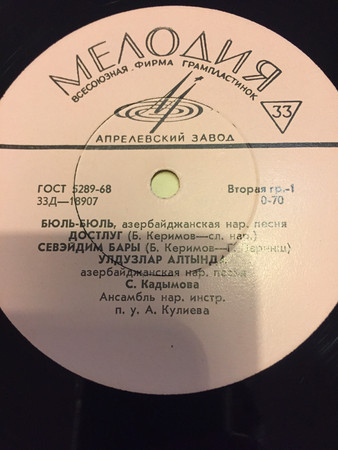 МЕЛОДИЯ
ВСЕСОЮЗНАЯ ФИРМА ГРАМПЛАСТИНОК
33
АПРЕЛЕВСКИЙ ЗАВОД
ГОСТ 5289-68 Вторая гр.-1
33Д—18907 0-70
БЮЛЬ-БЮЛЬ, азербайджанская нар. песня
ДОСТЛУГ (Б. Керимов—сл. нар.)
СЕВЭЙДИМ БАРЫ (Б. Керимов—
УЛДУЗЛАР АЛТЫНДА,
азербайджанская нар. песня
С. Кадымова
Ансамбль нар. инстр.
п. у. А. Кулиева